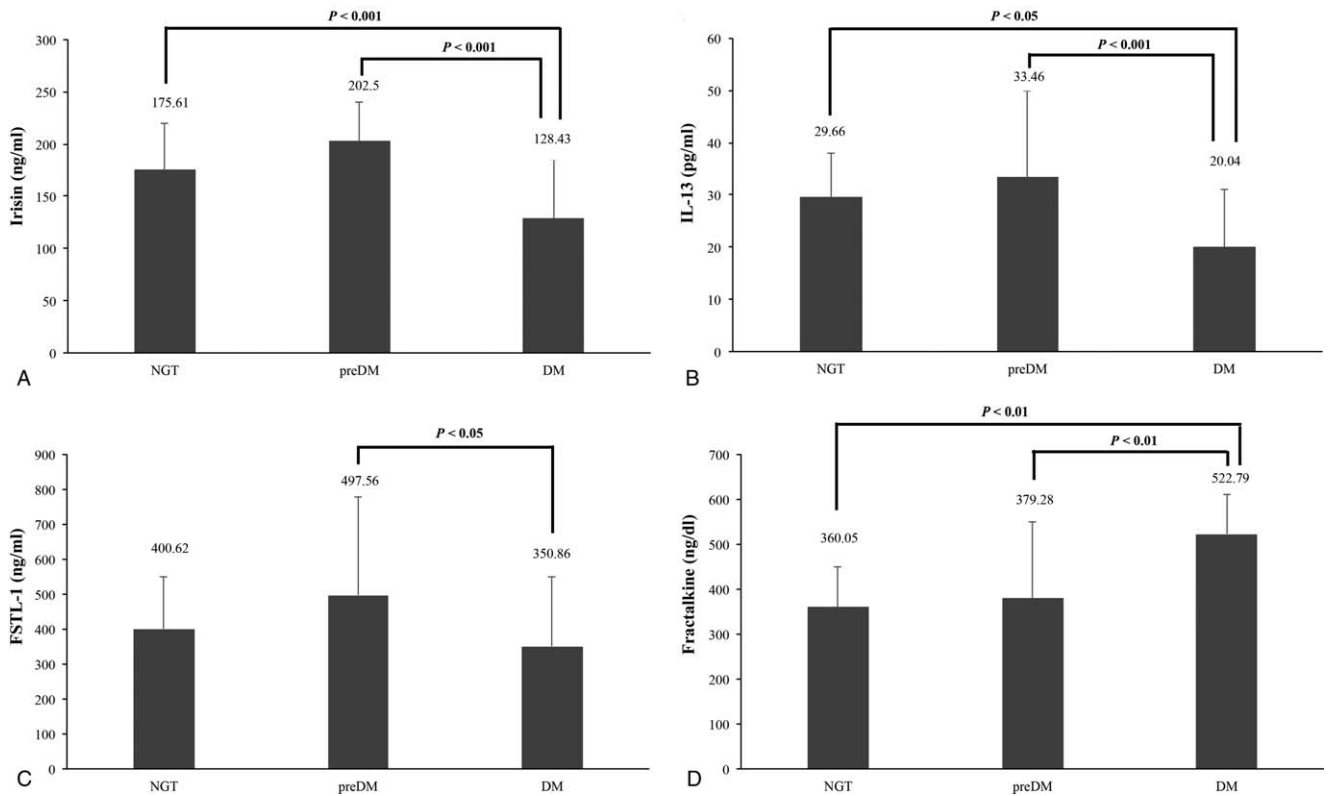 P < 0.001
P < 0.001
300
250
200
150
100
50
0
Irisin (ng/ml)
175.61
202.5
128.43
NGT preDM DM
A
P < 0.05
P < 0.001
60
50
40
30
20
10
0
IL-13 (pg/ml)
29.66
33.46
20.04
NGT preDM DM
B
P < 0.05
900
800
700
600
500
400
300
200
100
0
FSTL-1 (ng/ml)
400.62
497.56
350.86
NGT preDM DM
C
P < 0.01
P < 0.01
700
600
500
400
300
200
100
0
Fractalkine (ng/dl)
360.05
379.28
522.79
NGT preDM DM
D